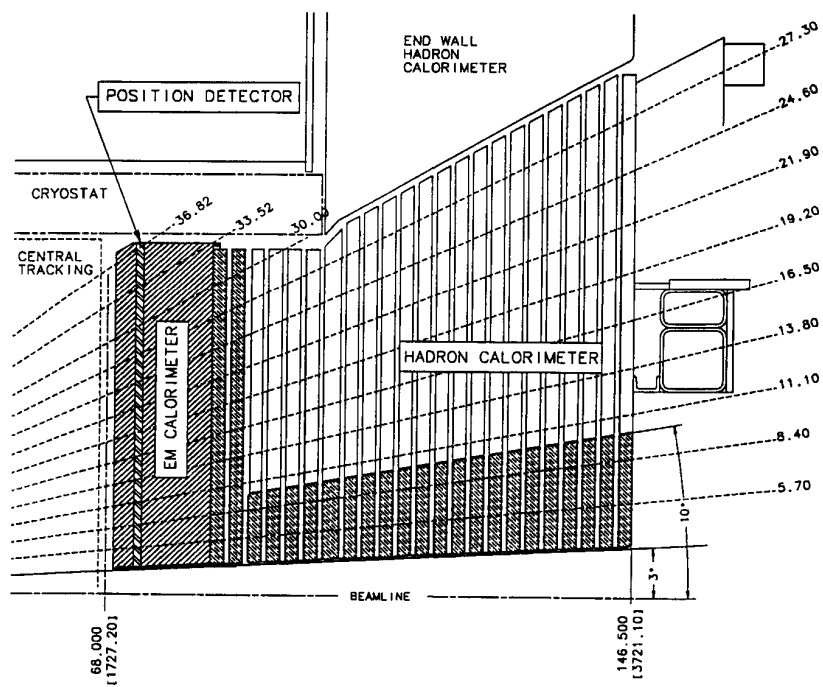 END WALL
HADRON
CALORIMETER
27.30
24.60
POSITION DETECTOR
21.90
CRYOSTAT
36.82
33.52
30.00
19.20
CENTRAL
TRACKING
16.50
EM CALORIMETER
HADRON CALORIMETER
13.80
11.10
8.40
5.70
10°
3°
BEAMLINE
68.000
[1727.20]
146.500
[3721.10]